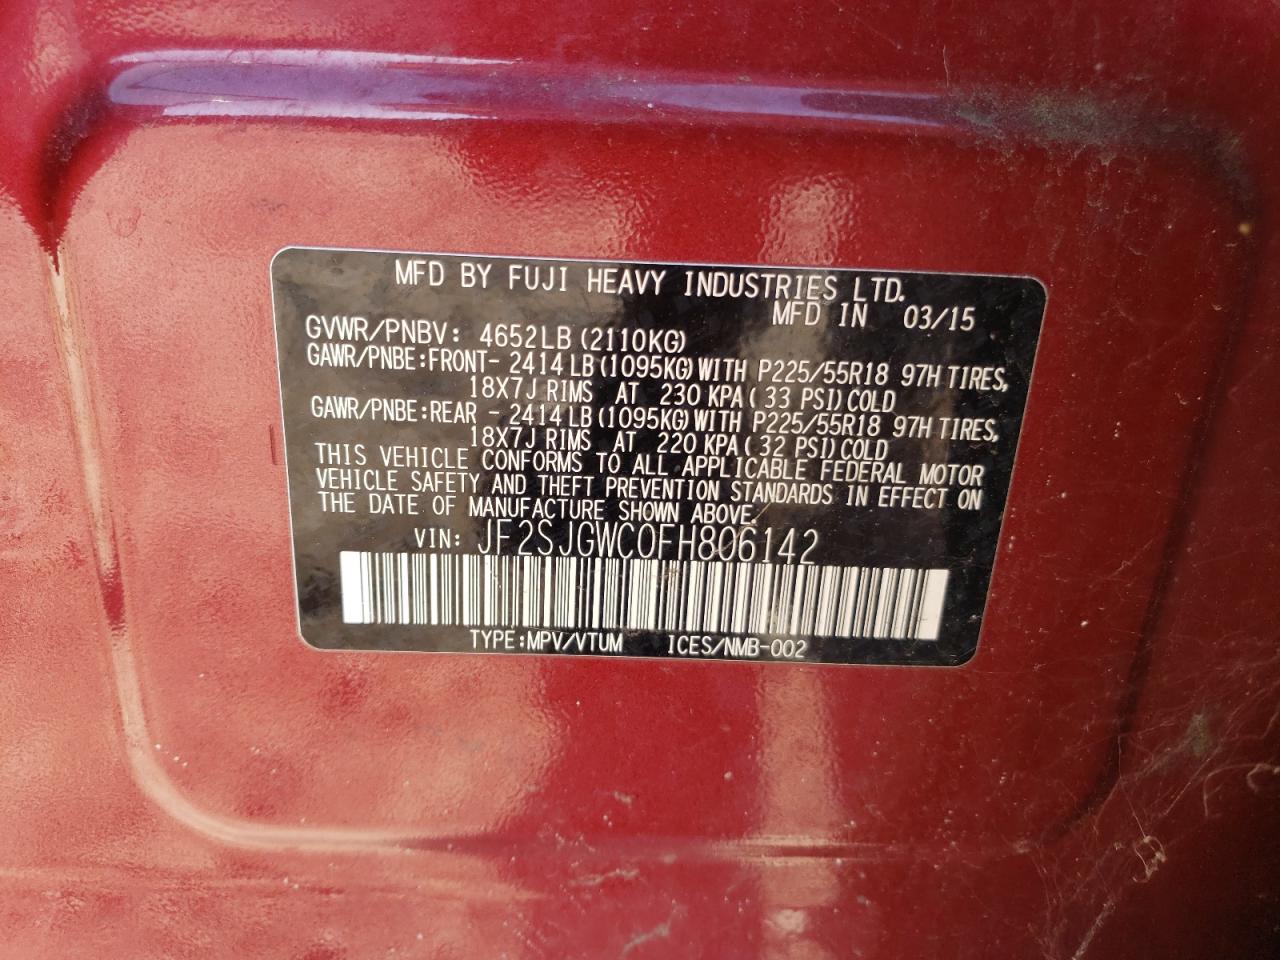 MFD BY FUJI HEAVY INDUSTRIES LTD.
MFD IN 03/15
GVWR/PNBV: 4652LB (2110KG)
GAWR/PNBE:FRONT- 2414LB (1095KG) WITH P225/55R18 97H TIRES,
18X7J RIMS AT 230 KPA (33 PSI) COLD
GAWR/PNBE:REAR - 2414LB (1095KG) WITH P225/55R18 97H TIRES,
18X7J RIMS AT 220 KPA (32 PSI) COLD
THIS VEHICLE CONFORMS TO ALL APPLICABLE FEDERAL MOTOR
VEHICLE SAFETY AND THEFT PREVENTION STANDARDS IN EFFECT ON
THE DATE OF MANUFACTURE SHOWN ABOVE.
VIN: JF2SJGWC0FH806142
TYPE:MPV/VTUM ICES/NMB-002